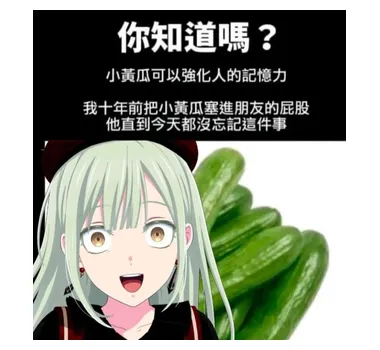 你知道嗎？
小黃瓜可以強化人的記憶力
我十年前把小黃瓜塞進朋友的屁股
他直到今天都沒忘記這件事